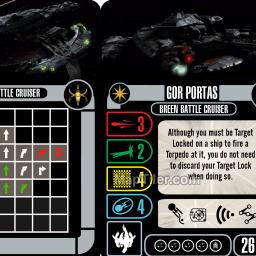 TTLE CRUISER
GOR PORTAS
BREEN BATTLE CRUISER
3
2
4
4
Although you must be Target
Locked on a ship to fire a
Torpedo at it, you do not need
to discard your Target Lock
when doing so.
26